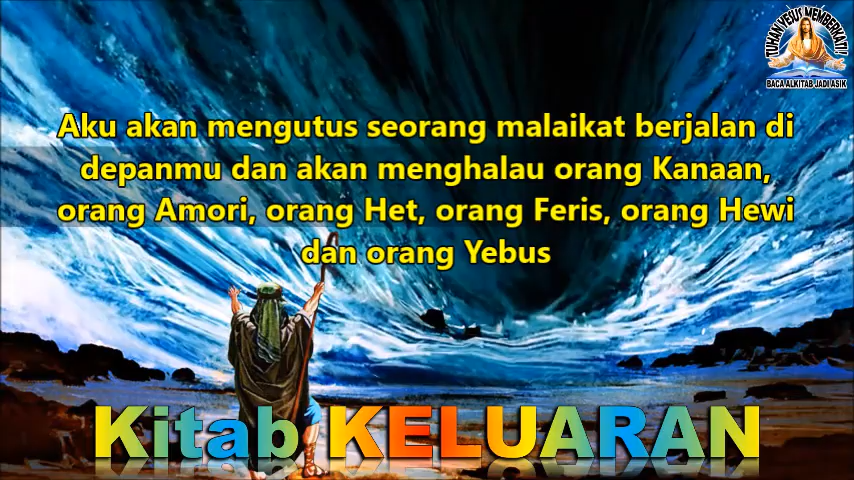 TUHAN YESUS MEMBERKATI!
BACA ALKITAB JADI ASIK
Aku akan mengutus seorang malaikat berjalan di
depanmu dan akan menghalau orang Kanaan,
orang Amori, orang Het, orang Feris, orang Hewi
dan orang Yebus
Kitab KELUARAN